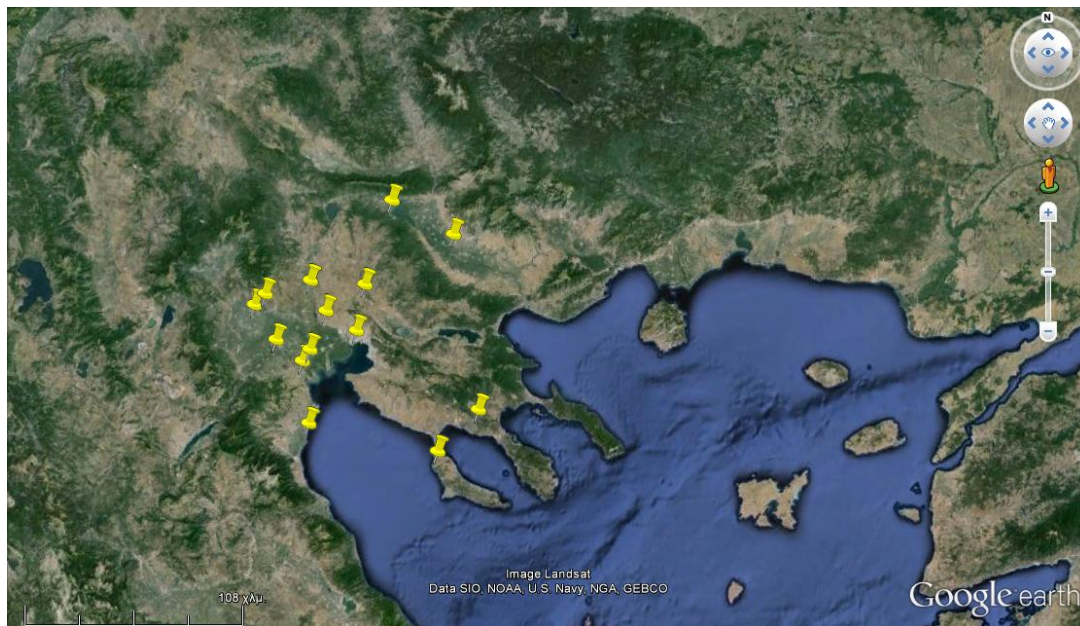 N
108 χλμ.
Image Landsat
Data SIO, NOAA, U.S. Navy, NGA, GEBCO
Google earth